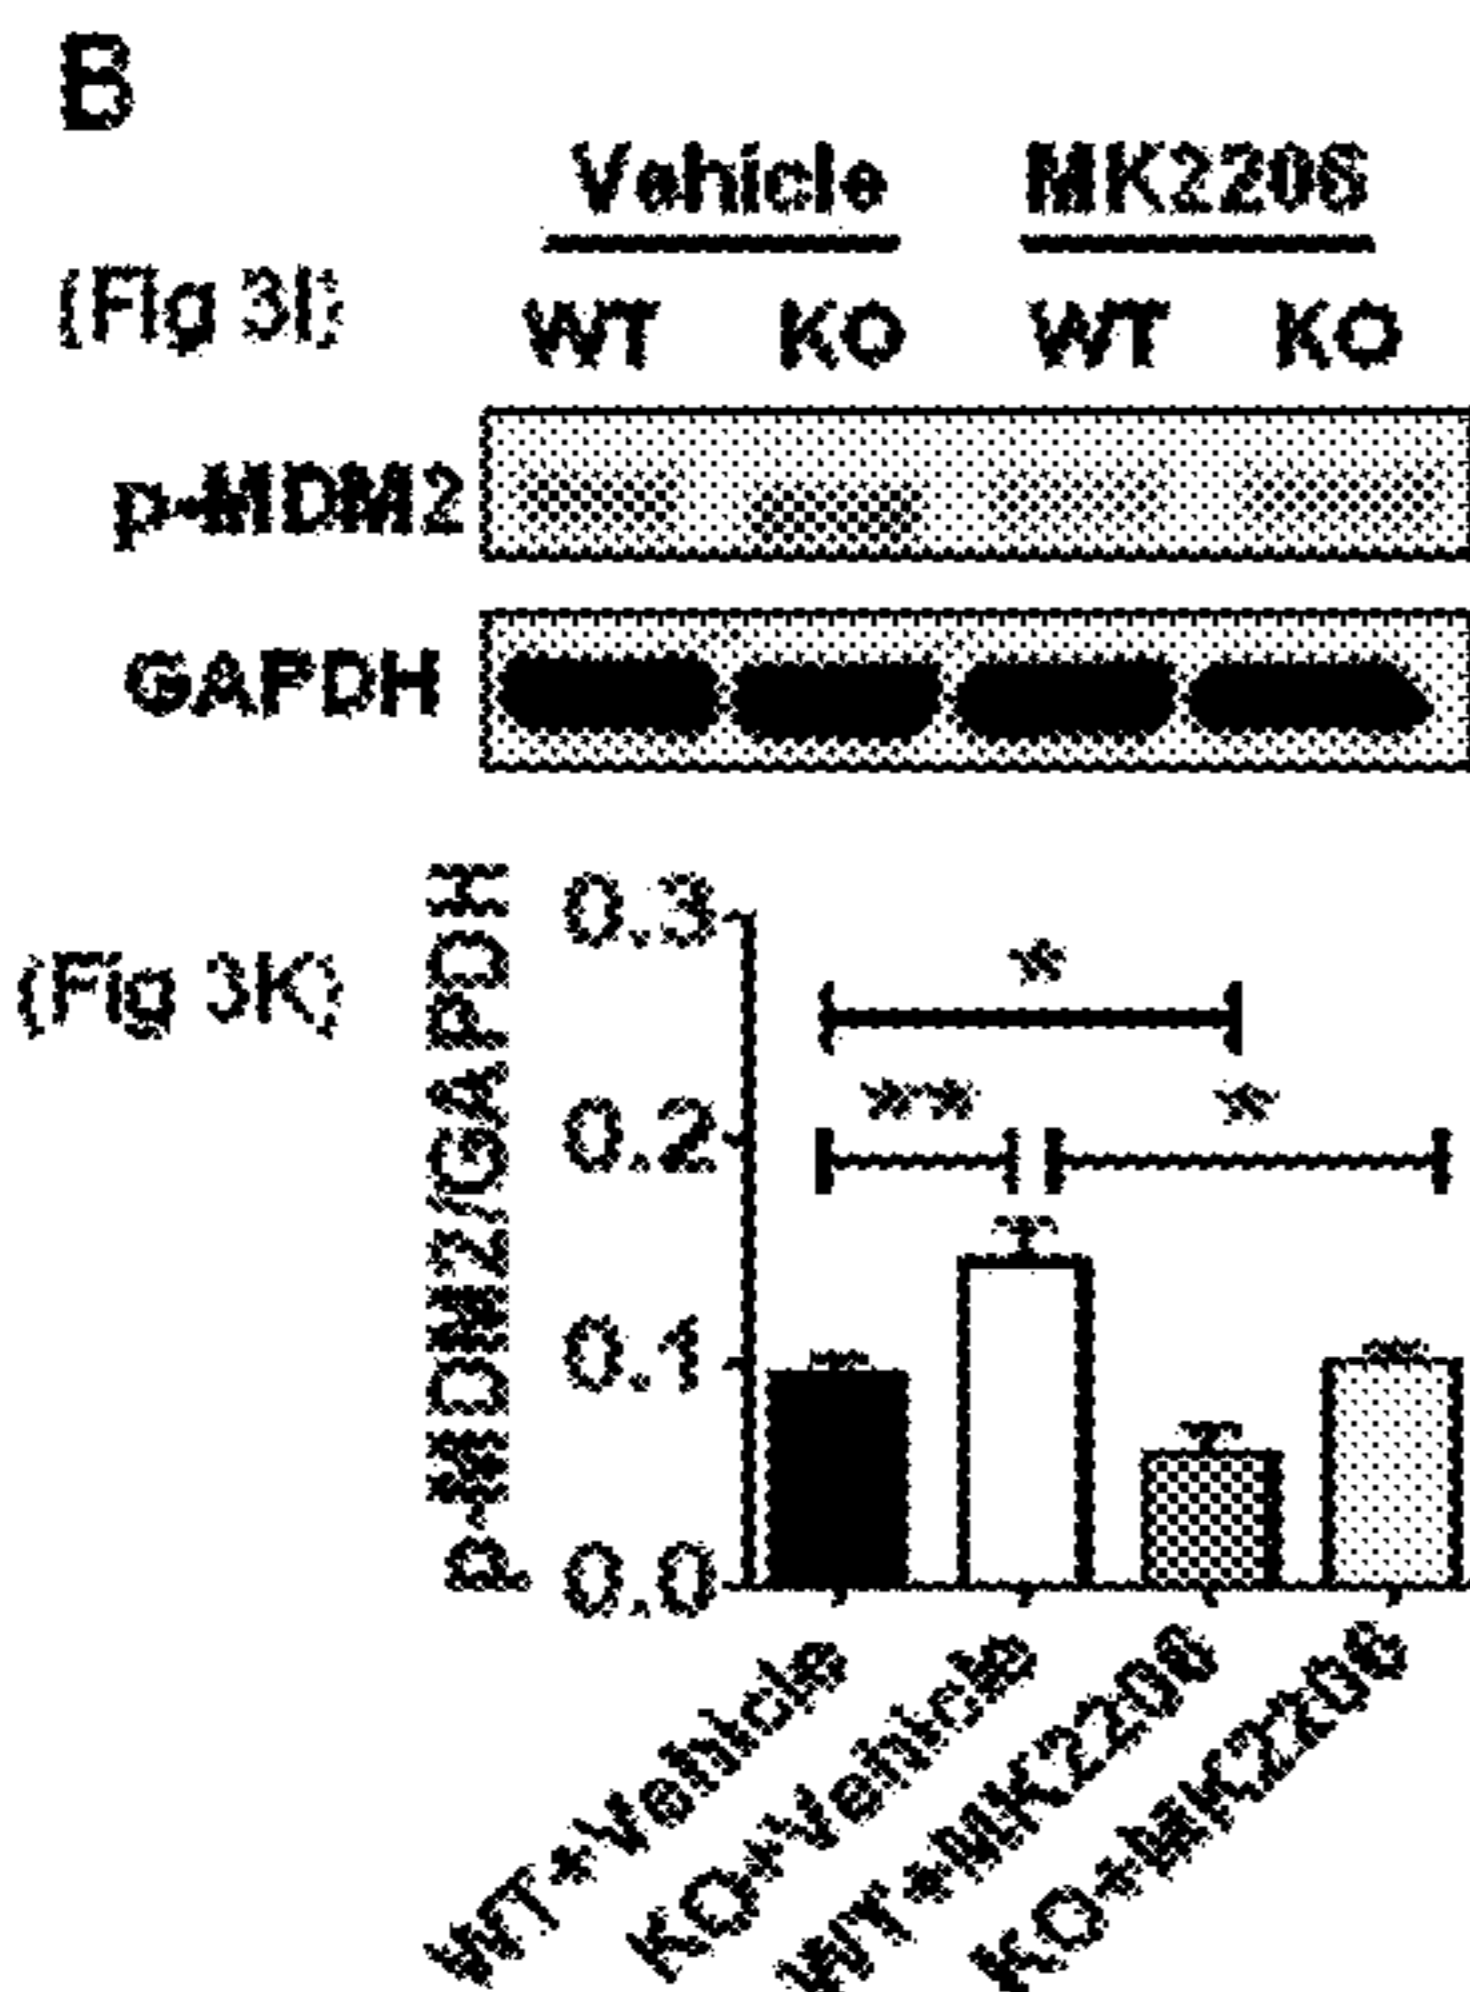 B
Vehicle MK2206
(Fig 3I)
WT KO WT KO
p-MDM2
GAPDH
(Fig 3K)
p-MDM2/GAPDH
0.3
0.2
0.1
0.0
*
** *
WT+Vehicle
KO+Vehicle
WT+MK2206
KO+MK2206